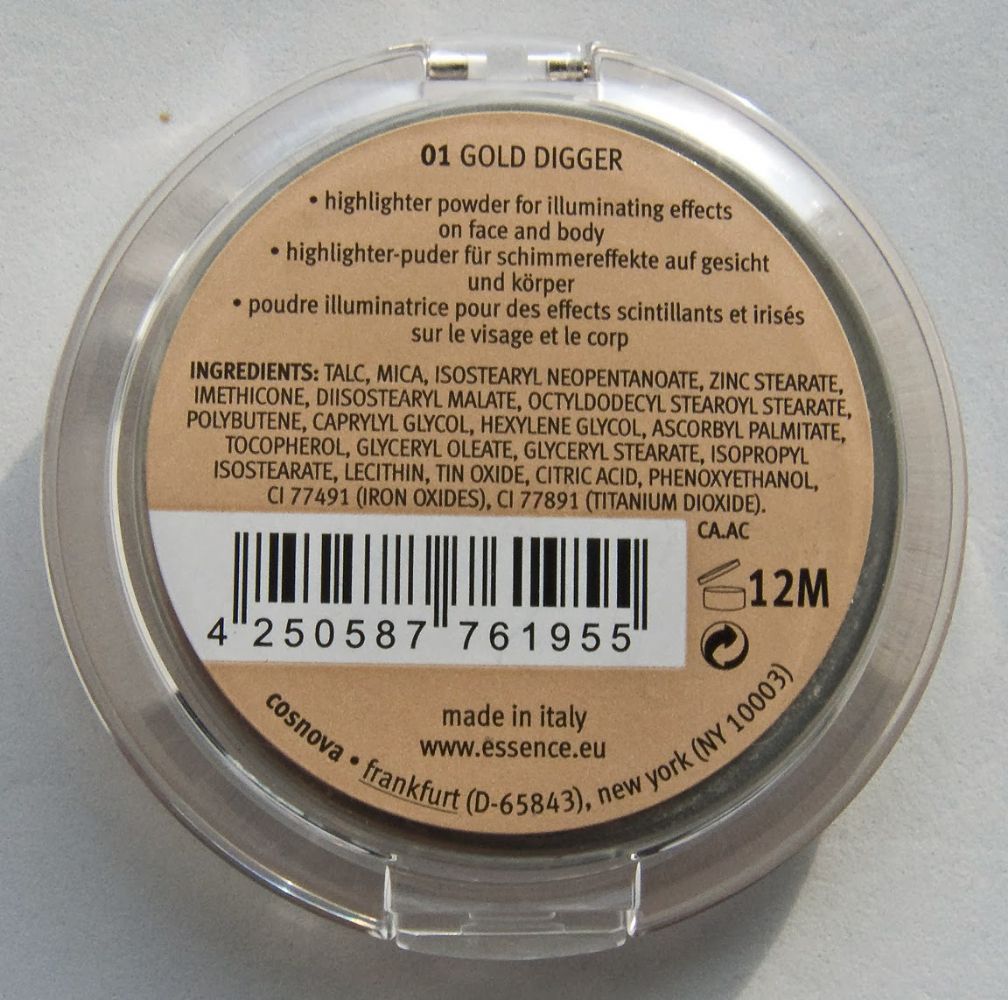 01 GOLD DIGGER
• highlighter powder for illuminating effects
on face and body
• highlighter-puder für schimmereffekte auf gesicht
und körper
• poudre illuminatrice pour des effects scintillants et irisés
sur le visage et le corp
INGREDIENTS: TALC, MICA, ISOSTEARYL NEOPENTANOATE, ZINC STEARATE,
IMETHICONE, DIISOSTEARYL MALATE, OCTYLDODECYL STEAROYL STEARATE,
POLYBUTENE, CAPRYLYL GLYCOL, HEXYLENE GLYCOL, ASCORBYL PALMITATE,
TOCOPHEROL, GLYCERYL OLEATE, GLYCERYL STEARATE, ISOPROPYL
ISOSTEARATE, LECITHIN, TIN OXIDE, CITRIC ACID, PHENOXYETHANOL,
CI 77491 (IRON OXIDES), CI 77891 (TITANIUM DIOXIDE).
CA.AC
12M
4 250587 761955
made in italy
www.essence.eu
cosnova • frankfurt (D-65843), new york (NY 10003)